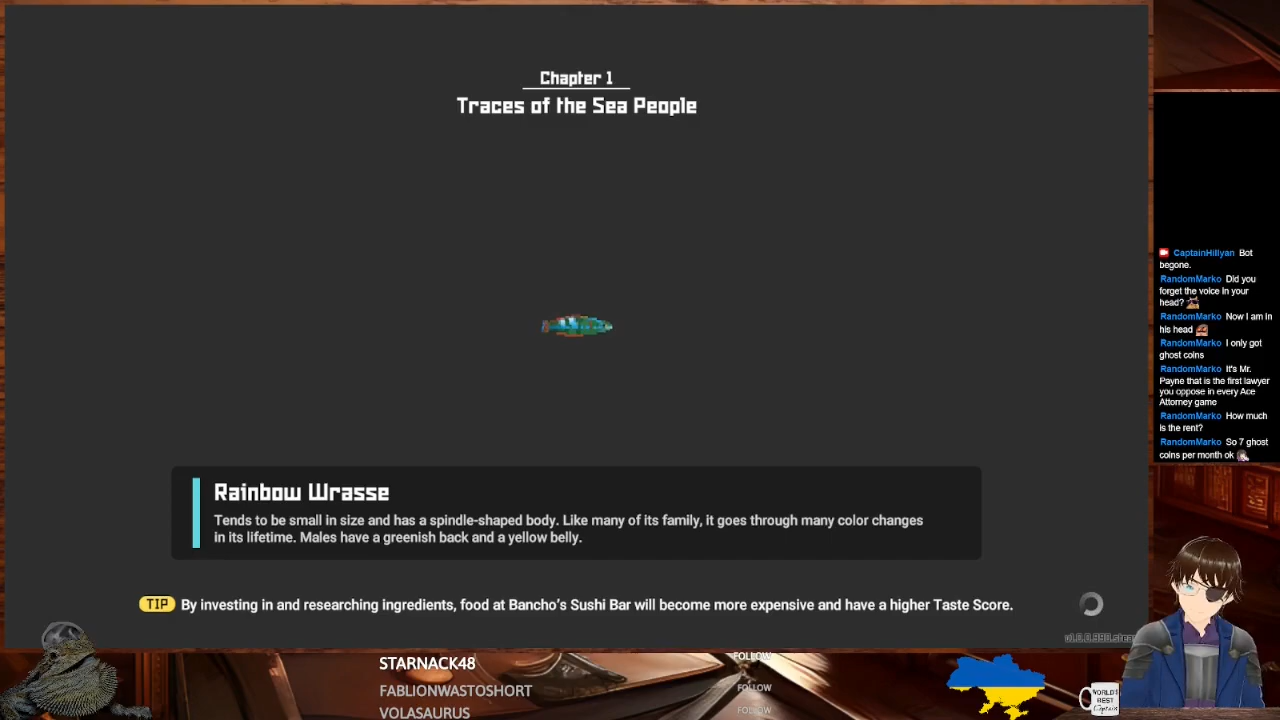 Chapter 1
Traces of the Sea People
Rainbow Wrasse
Tends to be small in size and has a spindle-shaped body. Like many of its family, it goes through many color changes
in its lifetime. Males have a greenish back and a yellow belly.
TIP By investing in and researching ingredients, food at Bancho's Sushi Bar will become more expensive and have a higher Taste Score.
CaptainHillyan Bot
begone.
RandomMarko Did you
forget the voice in your
head?
RandomMarko Now I am in
his head
RandomMarko I only got
ghost coins
RandomMarko It's Mr.
Payne that is the first lawyer
you oppose in every Ace
Attorney game
RandomMarko How much
is the rent?
RandomMarko So 7 ghost
coins per month ok
STARNACK48
FOLLOW
FABLIONWASTOSHORT
FOLLOW
VOLASAURUS
FOLLOW
WORLD'S
BEST
Captain